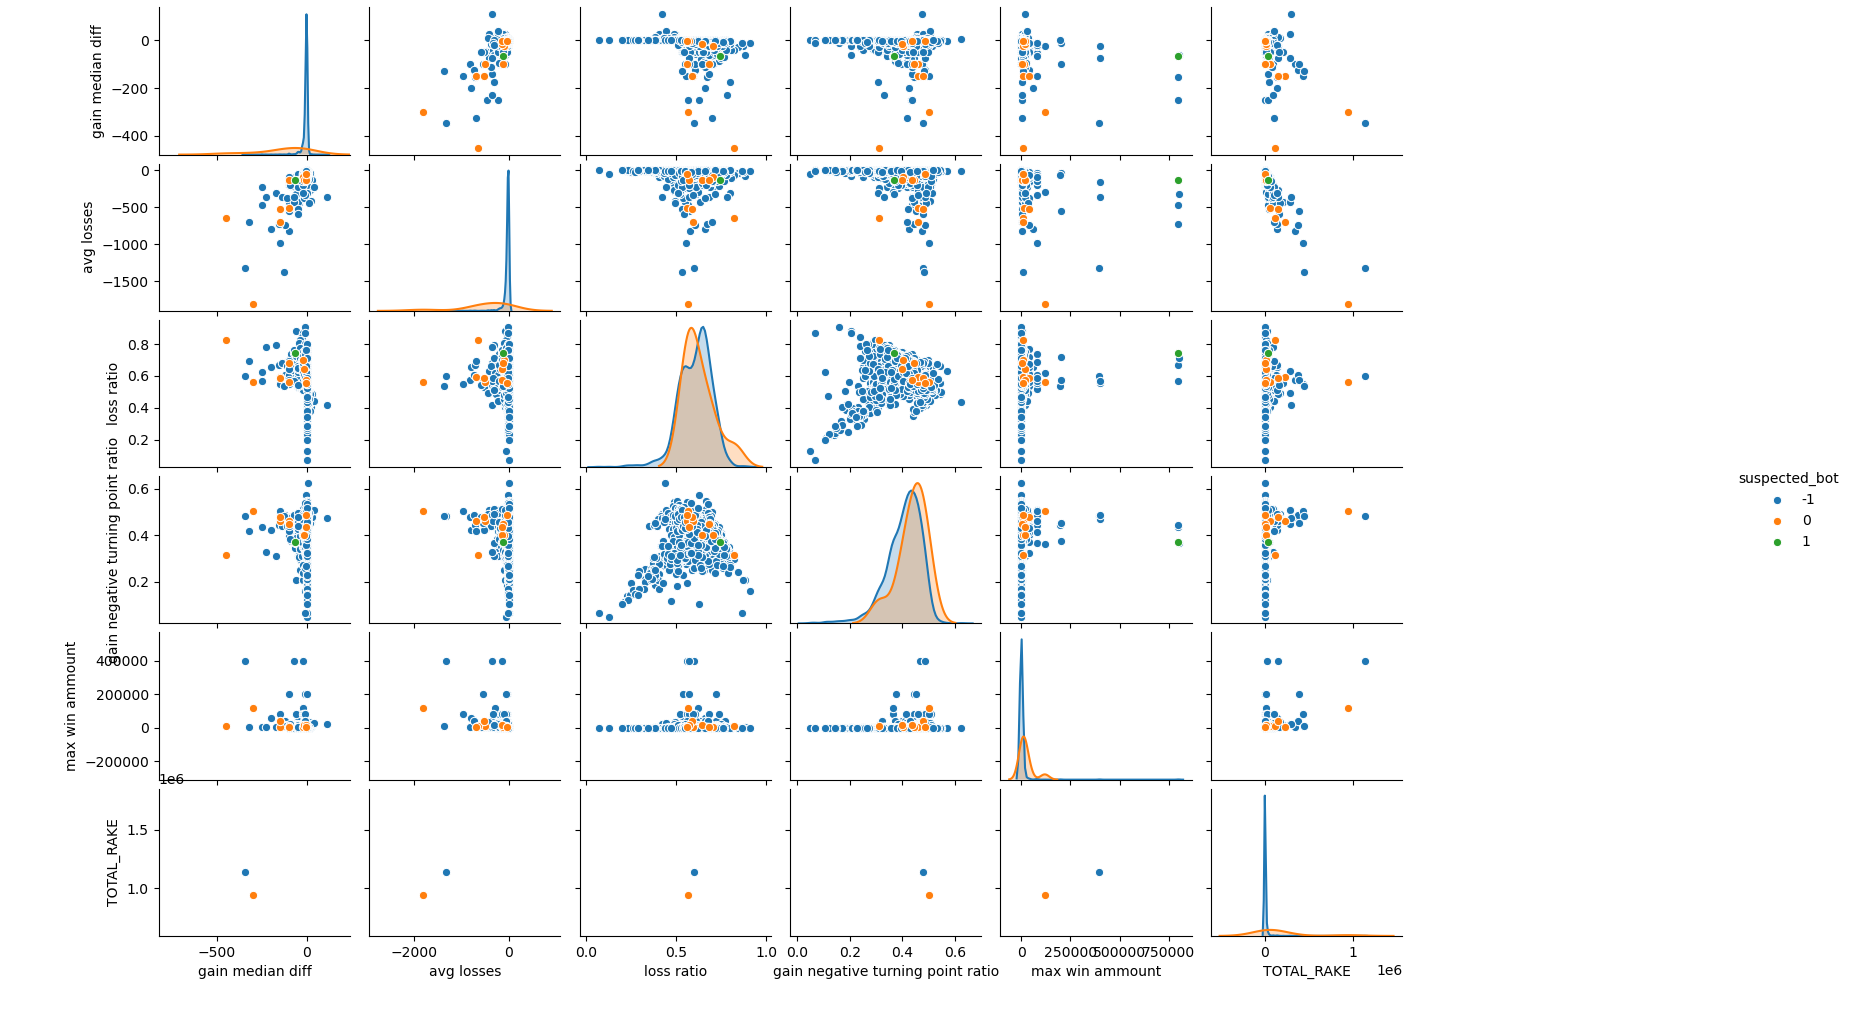 gain median diff
0
−200
−400
avg losses
0
−500
−1000
−1500
loss ratio
0.8
0.6
0.4
0.2
gain negative turning point ratio
0.6
0.4
0.2
max win ammount
400000
200000
0
−200000
1e6
TOTAL_RAKE
1.5
1.0
−500 0
gain median diff
−2000 0
avg losses
0.0 0.5 1.0
loss ratio
0.0 0.2 0.4 0.6
gain negative turning point ratio
0 250000 500000 750000
max win ammount
0 1
1e6
TOTAL_RAKE
suspected_bot
-1
0
1